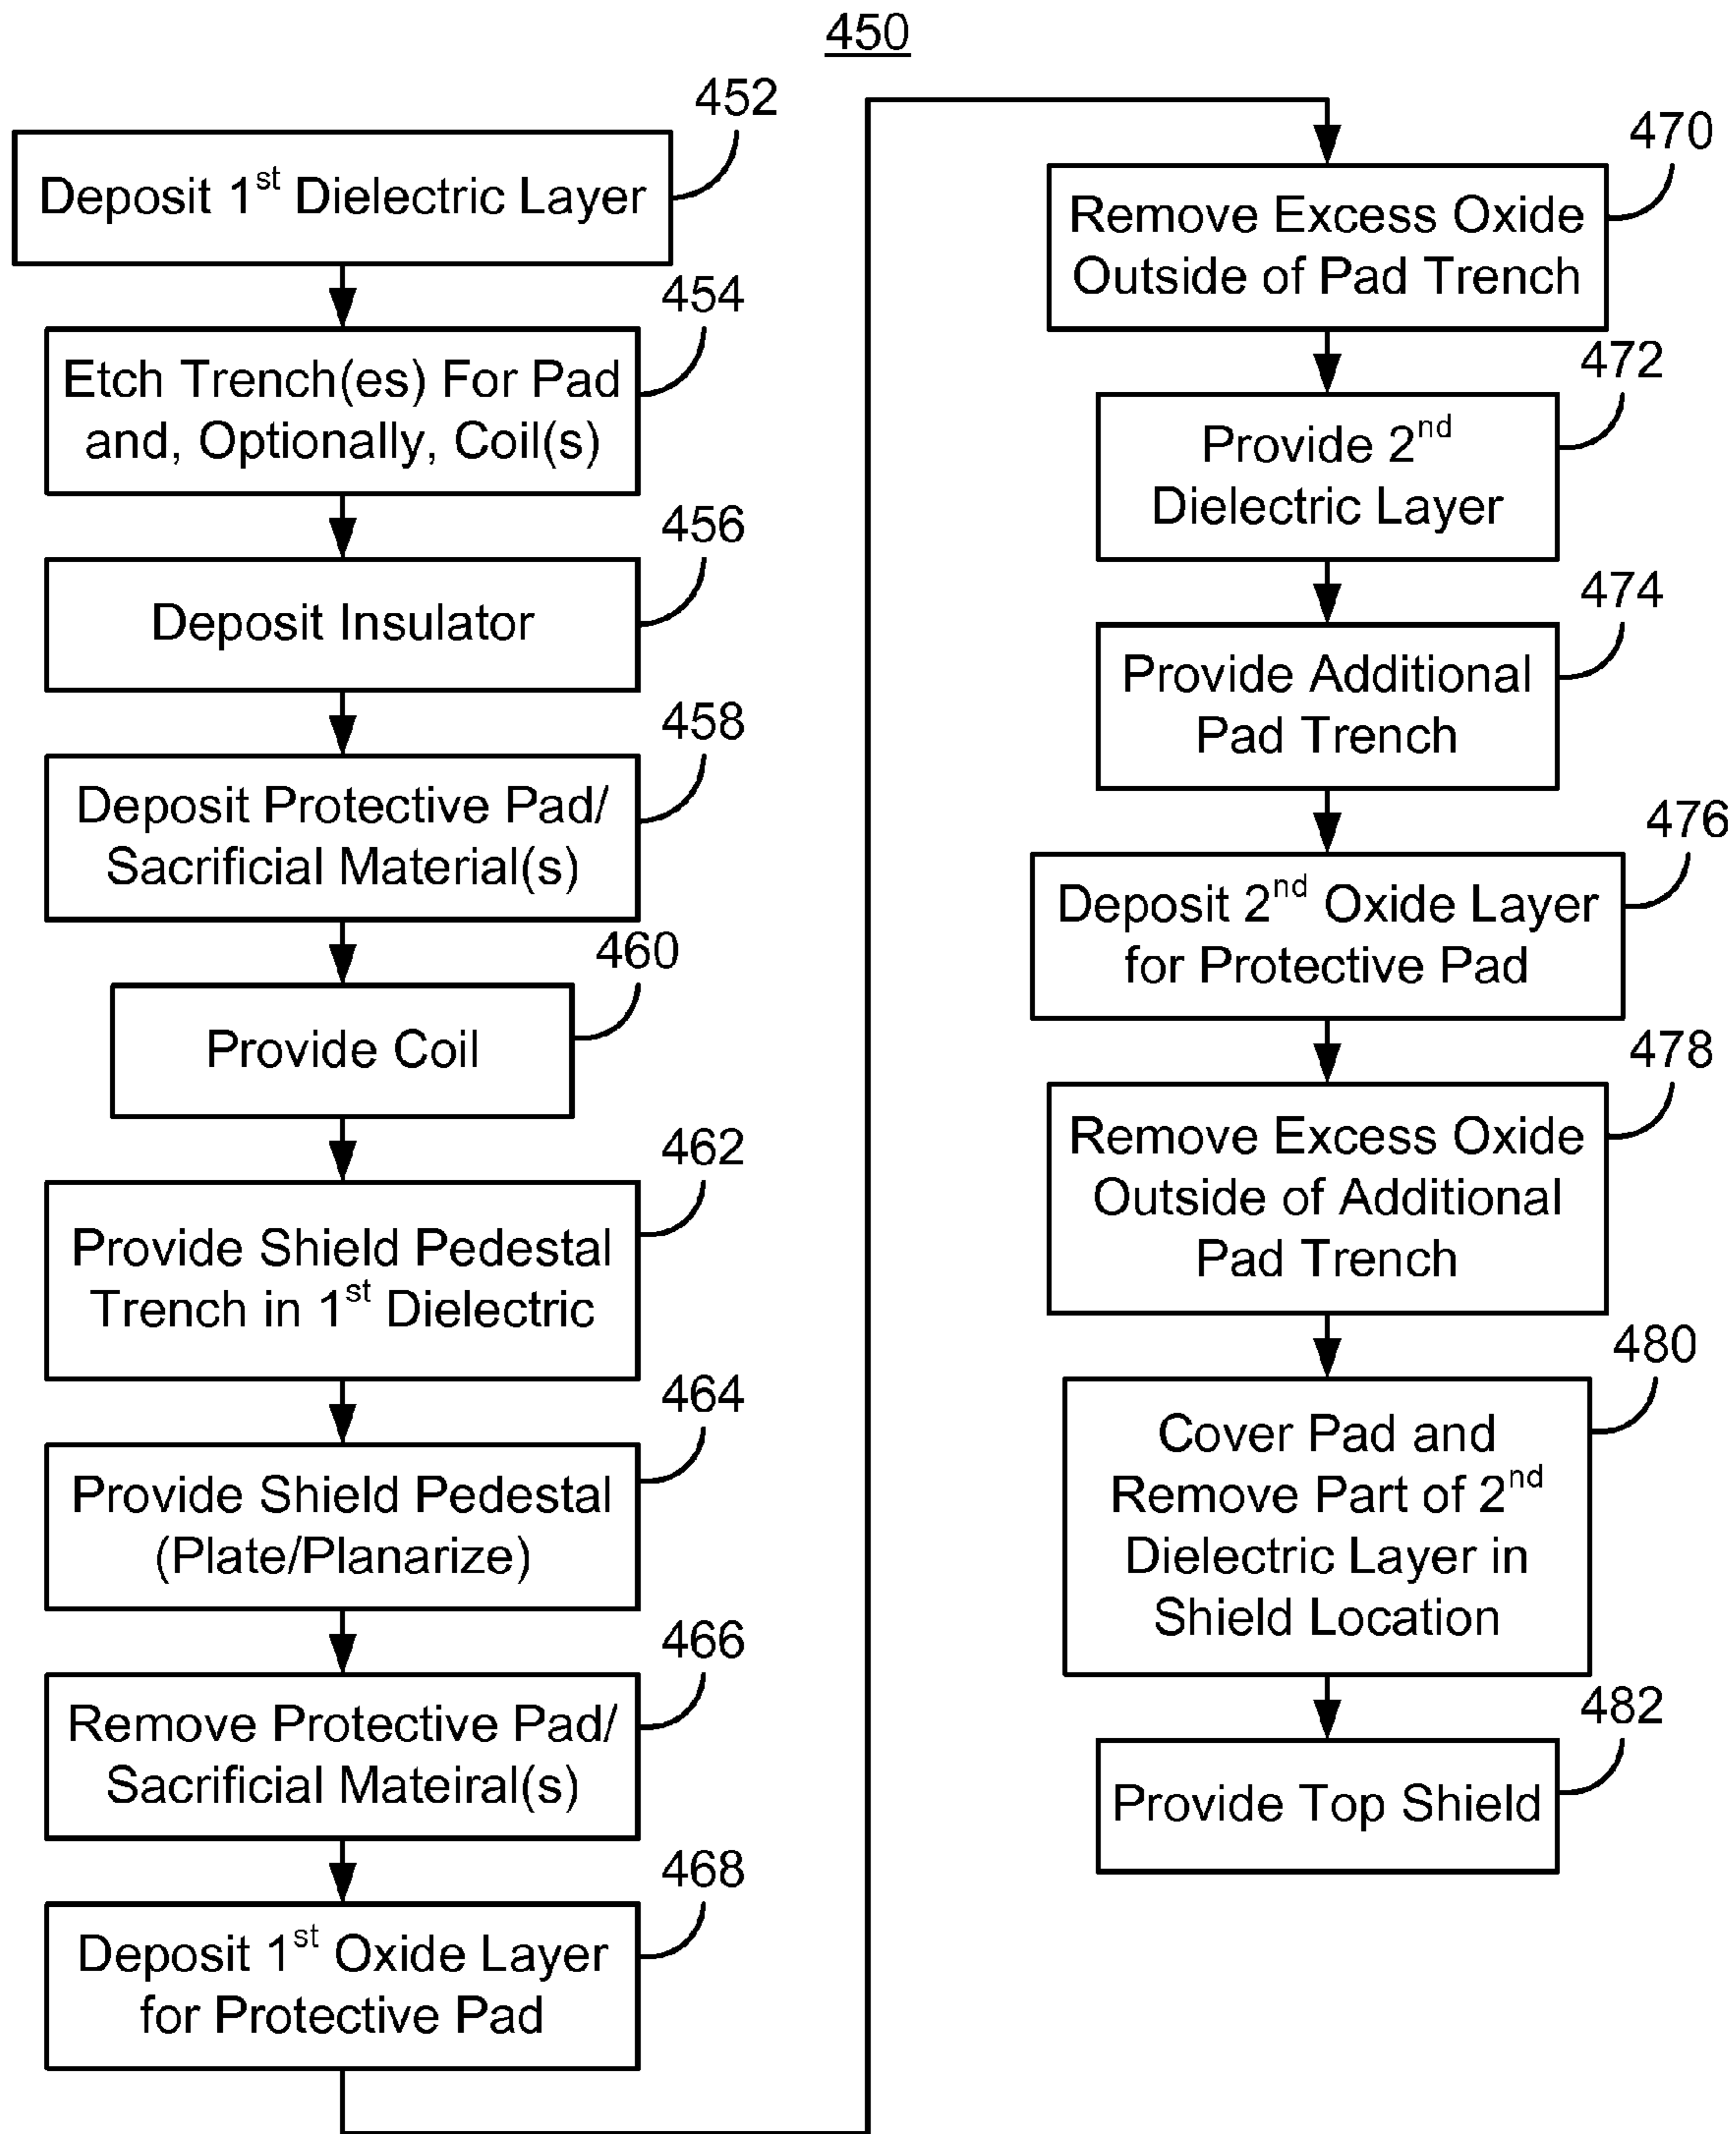 450
452
Deposit 1st Dielectric Layer
454
Etch Trench(es) For Pad
and, Optionally, Coil(s)
456
Deposit Insulator
458
Deposit Protective Pad/
Sacrificial Material(s)
460
Provide Coil
462
Provide Shield Pedestal
Trench in 1st Dielectric
464
Provide Shield Pedestal
(Plate/Planarize)
466
Remove Protective Pad/
Sacrificial Mateiral(s)
468
Deposit 1st Oxide Layer
for Protective Pad
470
Remove Excess Oxide
Outside of Pad Trench
472
Provide 2nd
Dielectric Layer
474
Provide Additional
Pad Trench
476
Deposit 2nd Oxide Layer
for Protective Pad
478
Remove Excess Oxide
Outside of Additional
Pad Trench
480
Cover Pad and
Remove Part of 2nd
Dielectric Layer in
Shield Location
482
Provide Top Shield